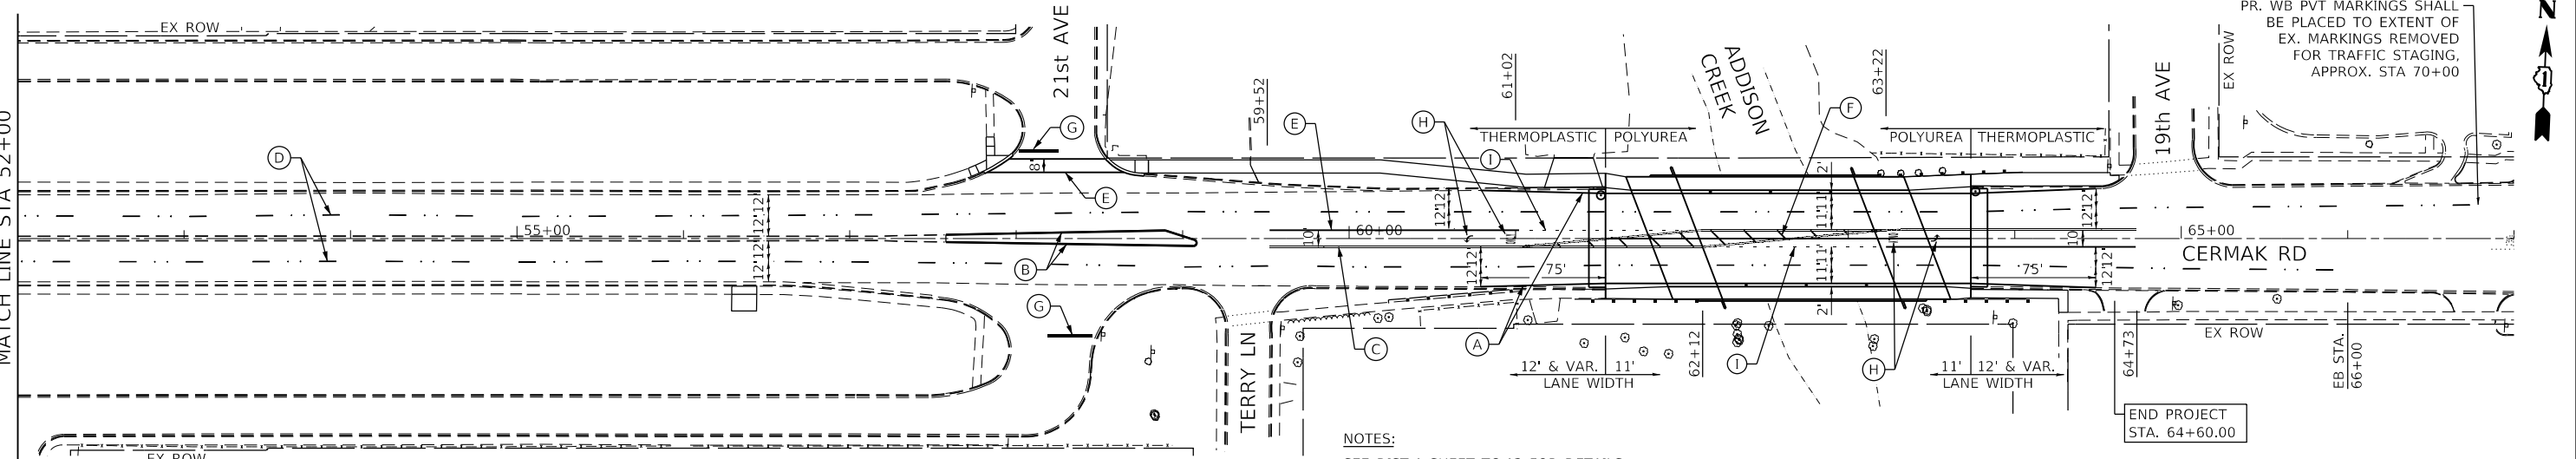 EX ROW
21st AVE
PR. WB PVT MARKINGS SHALL
BE PLACED TO EXTENT OF
EX. MARKINGS REMOVED
FOR TRAFFIC STAGING,
APPROX. STA 70+00
N
1
MATCH LINE STA 52+00
59+52
61+02
ADDISON
CREEK
63+22
19th AVE
EX ROW
D
G
8'
E
E
H
THERMOPLASTIC
POLYUREA
I
F
POLYUREA
THERMOPLASTIC
12'
12'
12'
12'
55+00
B
10'
60+00
12'
12'
12'
12'
75'
2'
11'
11'
11'
11'
2'
12'
12'
10'
12'
12'
75'
65+00
CERMAK RD
G
TERRY LN
C
A
12' & VAR.
11'
LANE WIDTH
62+12
I
H
11'
12' & VAR.
LANE WIDTH
64+73
EX ROW
EB STA.
66+00
END PROJECT
STA. 64+60.00
NOTES:
EX ROW